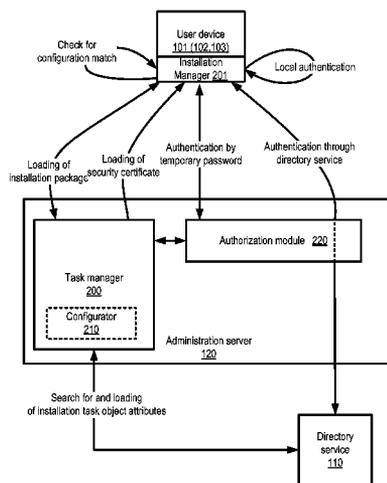 User device
101 (102,103)
Installation
Manager 201
Check for
configuration match
Local authentication
Loading of
installation package
Loading of
security certificate
Authentication by
temporary password
Authentication through
directory service
Task manager
200
Configurator
210
Authorization module 220
Administration server
120
Search for and loading
of installation task object attributes
Directory
service
110